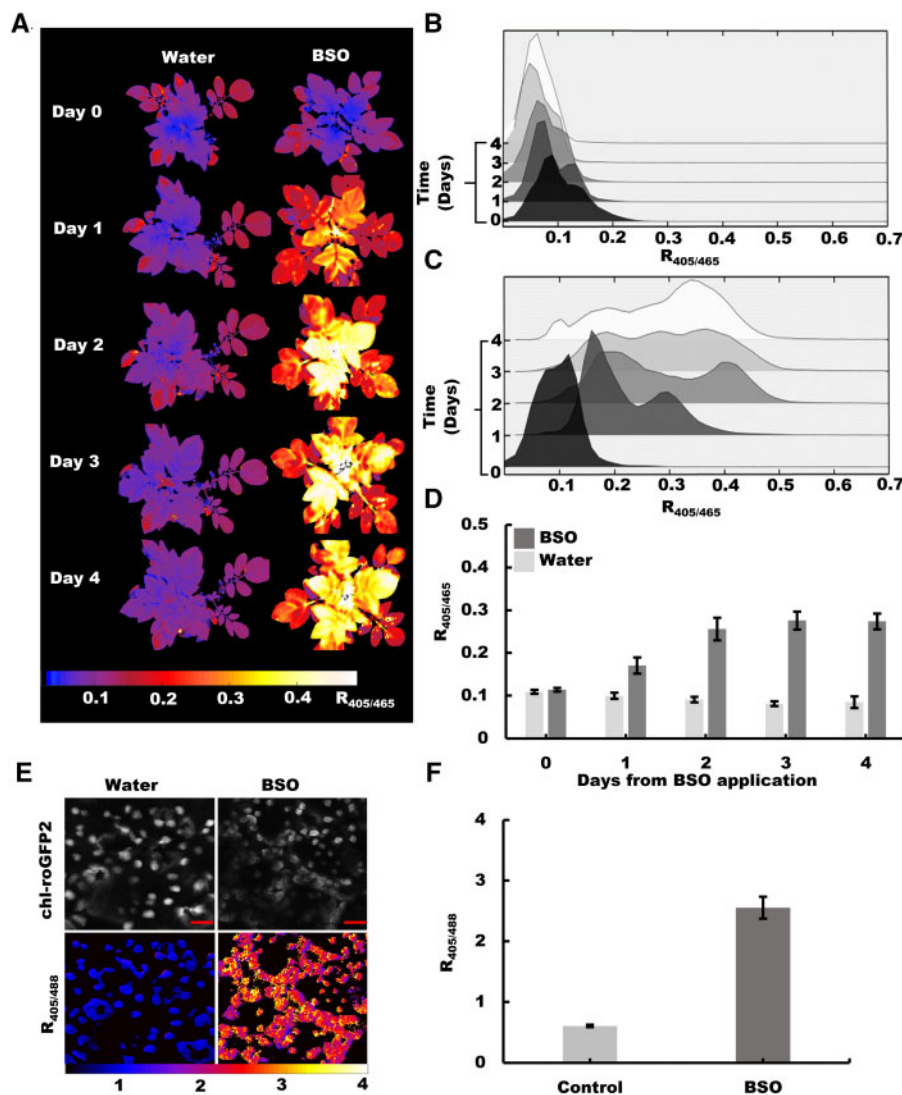 A
Water
BSO
Day 0
Day 1
Day 2
Day 3
Day 4
0.1 0.2 0.3 0.4 R405/465
B
Time (Days)
4
3
2
1
0
0.1 0.2 0.3 0.4 0.5 0.6 0.7
R405/465
C
Time (Days)
4
3
2
1
0
0.1 0.2 0.3 0.4 0.5 0.6 0.7
R405/465
D
R405/465
0.5
0.3
0.2
0.1
0
BSO
Water
0 1 2 3 4
Days from BSO application
E
Water
BSO
chl-roGFP2
R405/488
1 2 3 4
F
R405/488
4
3
2
1
0
Control
BSO